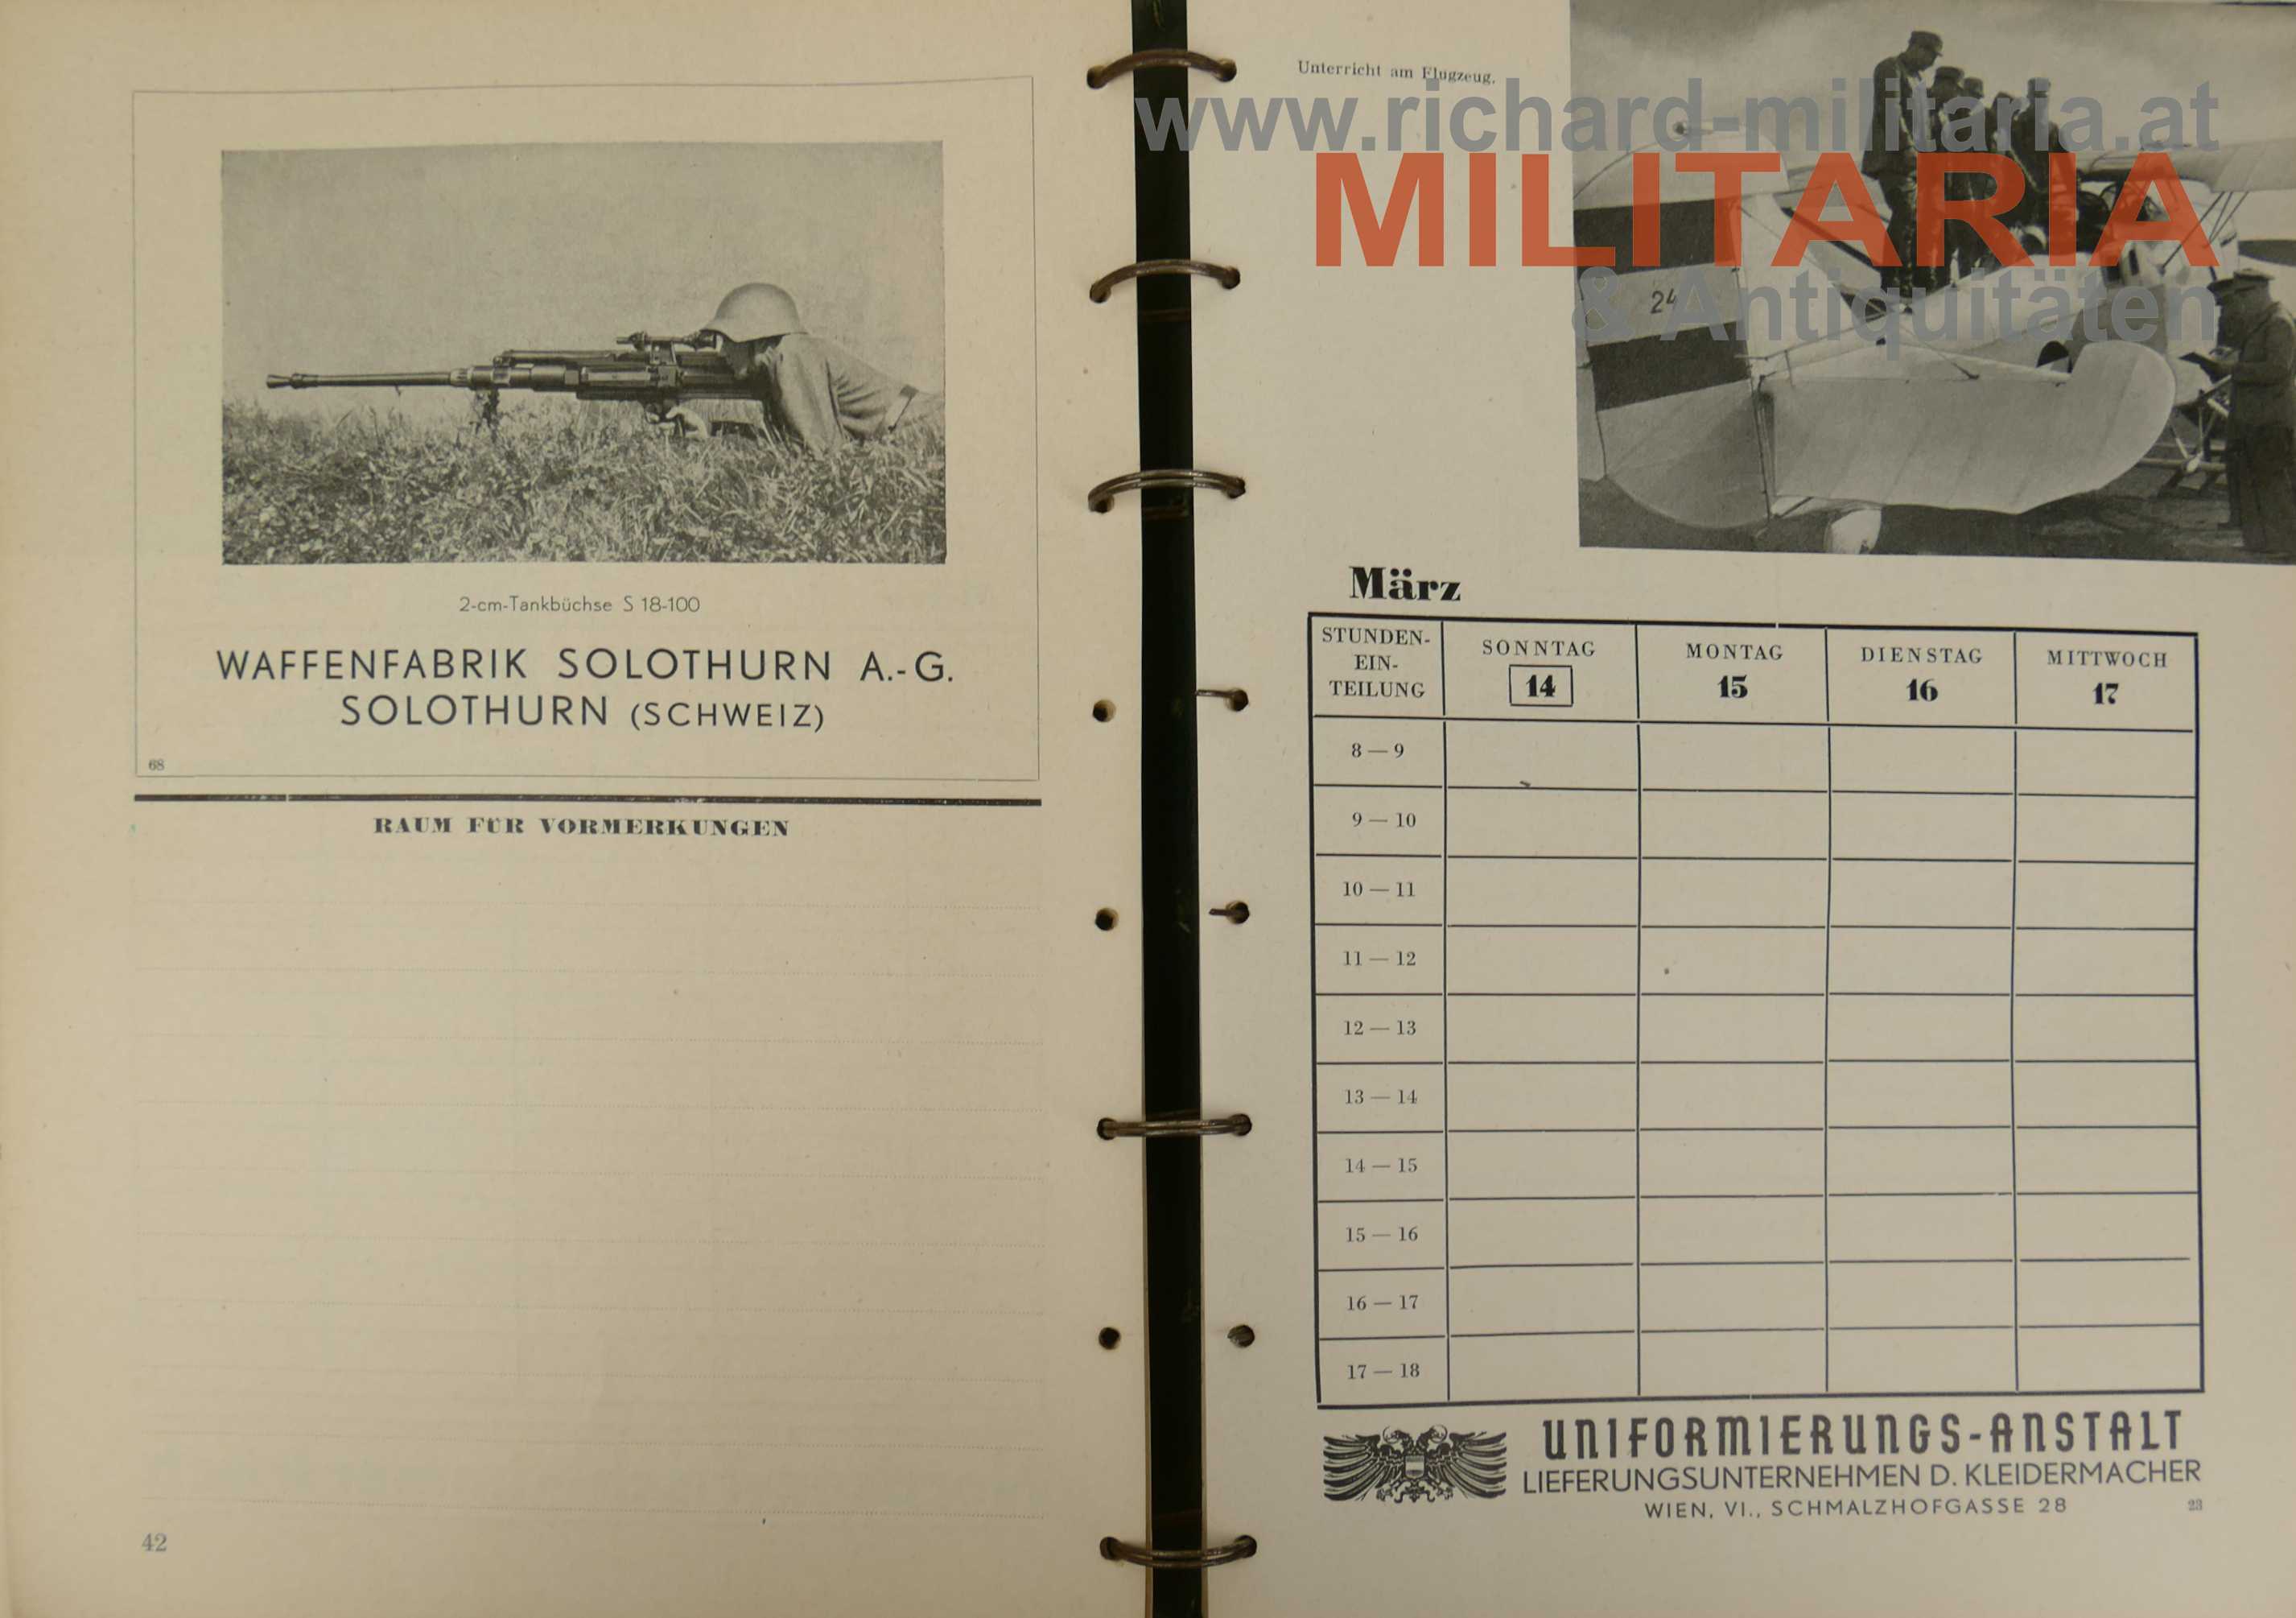 2-cm-Tankbüchse S 18-100
WAFFENFABRIK SOLOTHURN A.-G.
SOLOTHURN (SCHWEIZ)
68
RAUM FÜR VORMERKUNGEN
42
Unterricht am Flugzeug.
www.richard-militaria.at
MILITARIA
& Antiquitäten
24
März
STUNDEN-
EIN-
TEILUNG
SONNTAG
14
MONTAG
15
DIENSTAG
16
MITTWOCH
17
8 — 9
9 — 10
10 — 11
11 — 12
12 — 13
13 — 14
14 — 15
15 — 16
16 — 17
17 — 18
UNIFORMIERUNGS-ANSTALT
LIEFERUNGSUNTERNEHMEN D. KLEIDERMACHER
WIEN, VI., SCHMALZHOFGASSE 28
23